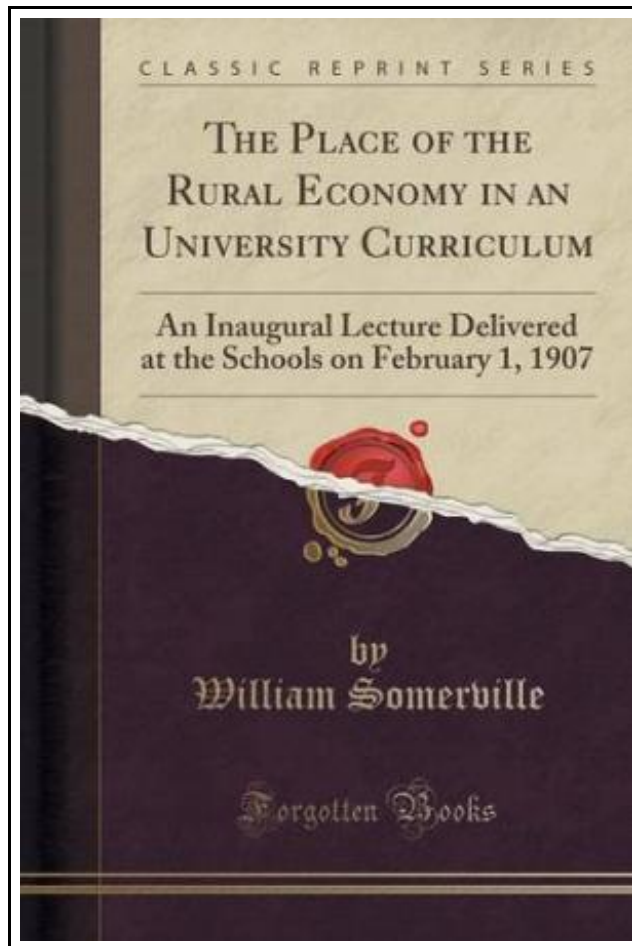 CLASSIC REPRINT SERIES
THE PLACE OF THE
RURAL ECONOMY IN AN
UNIVERSITY CURRICULUM
An Inaugural Lecture Delivered
at the Schools on February 1, 1907
by
William Somerville
Forgotten Books